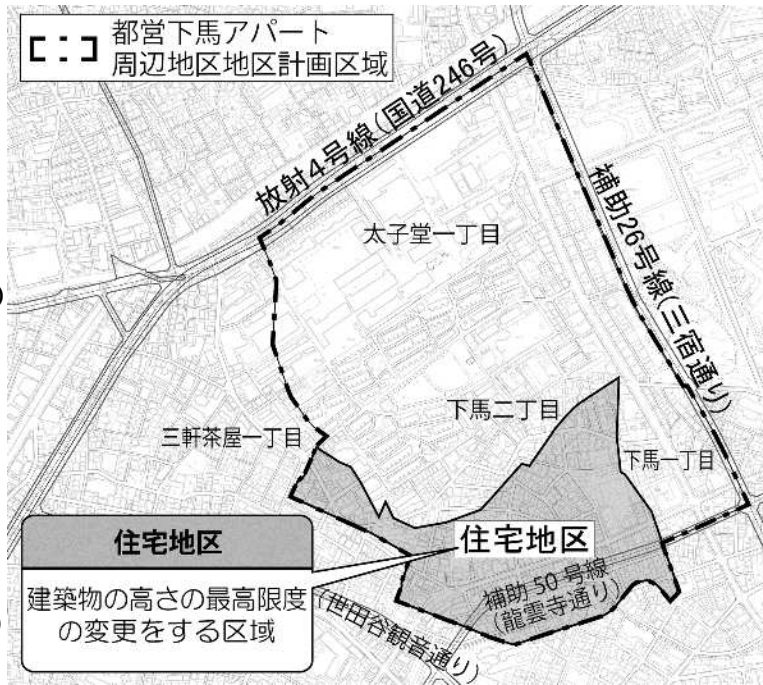 都営下馬アパート
周辺地区地区計画区域
放射4号線(国道246号)
太子堂一丁目
補助26号線(三宿通り)
三軒茶屋一丁目
下馬二丁目
下馬一丁目
住宅地区
住宅地区
建築物の高さの最高限度
の変更をする区域
補助50号線
(龍雲寺通り)
(世田谷観音通り)